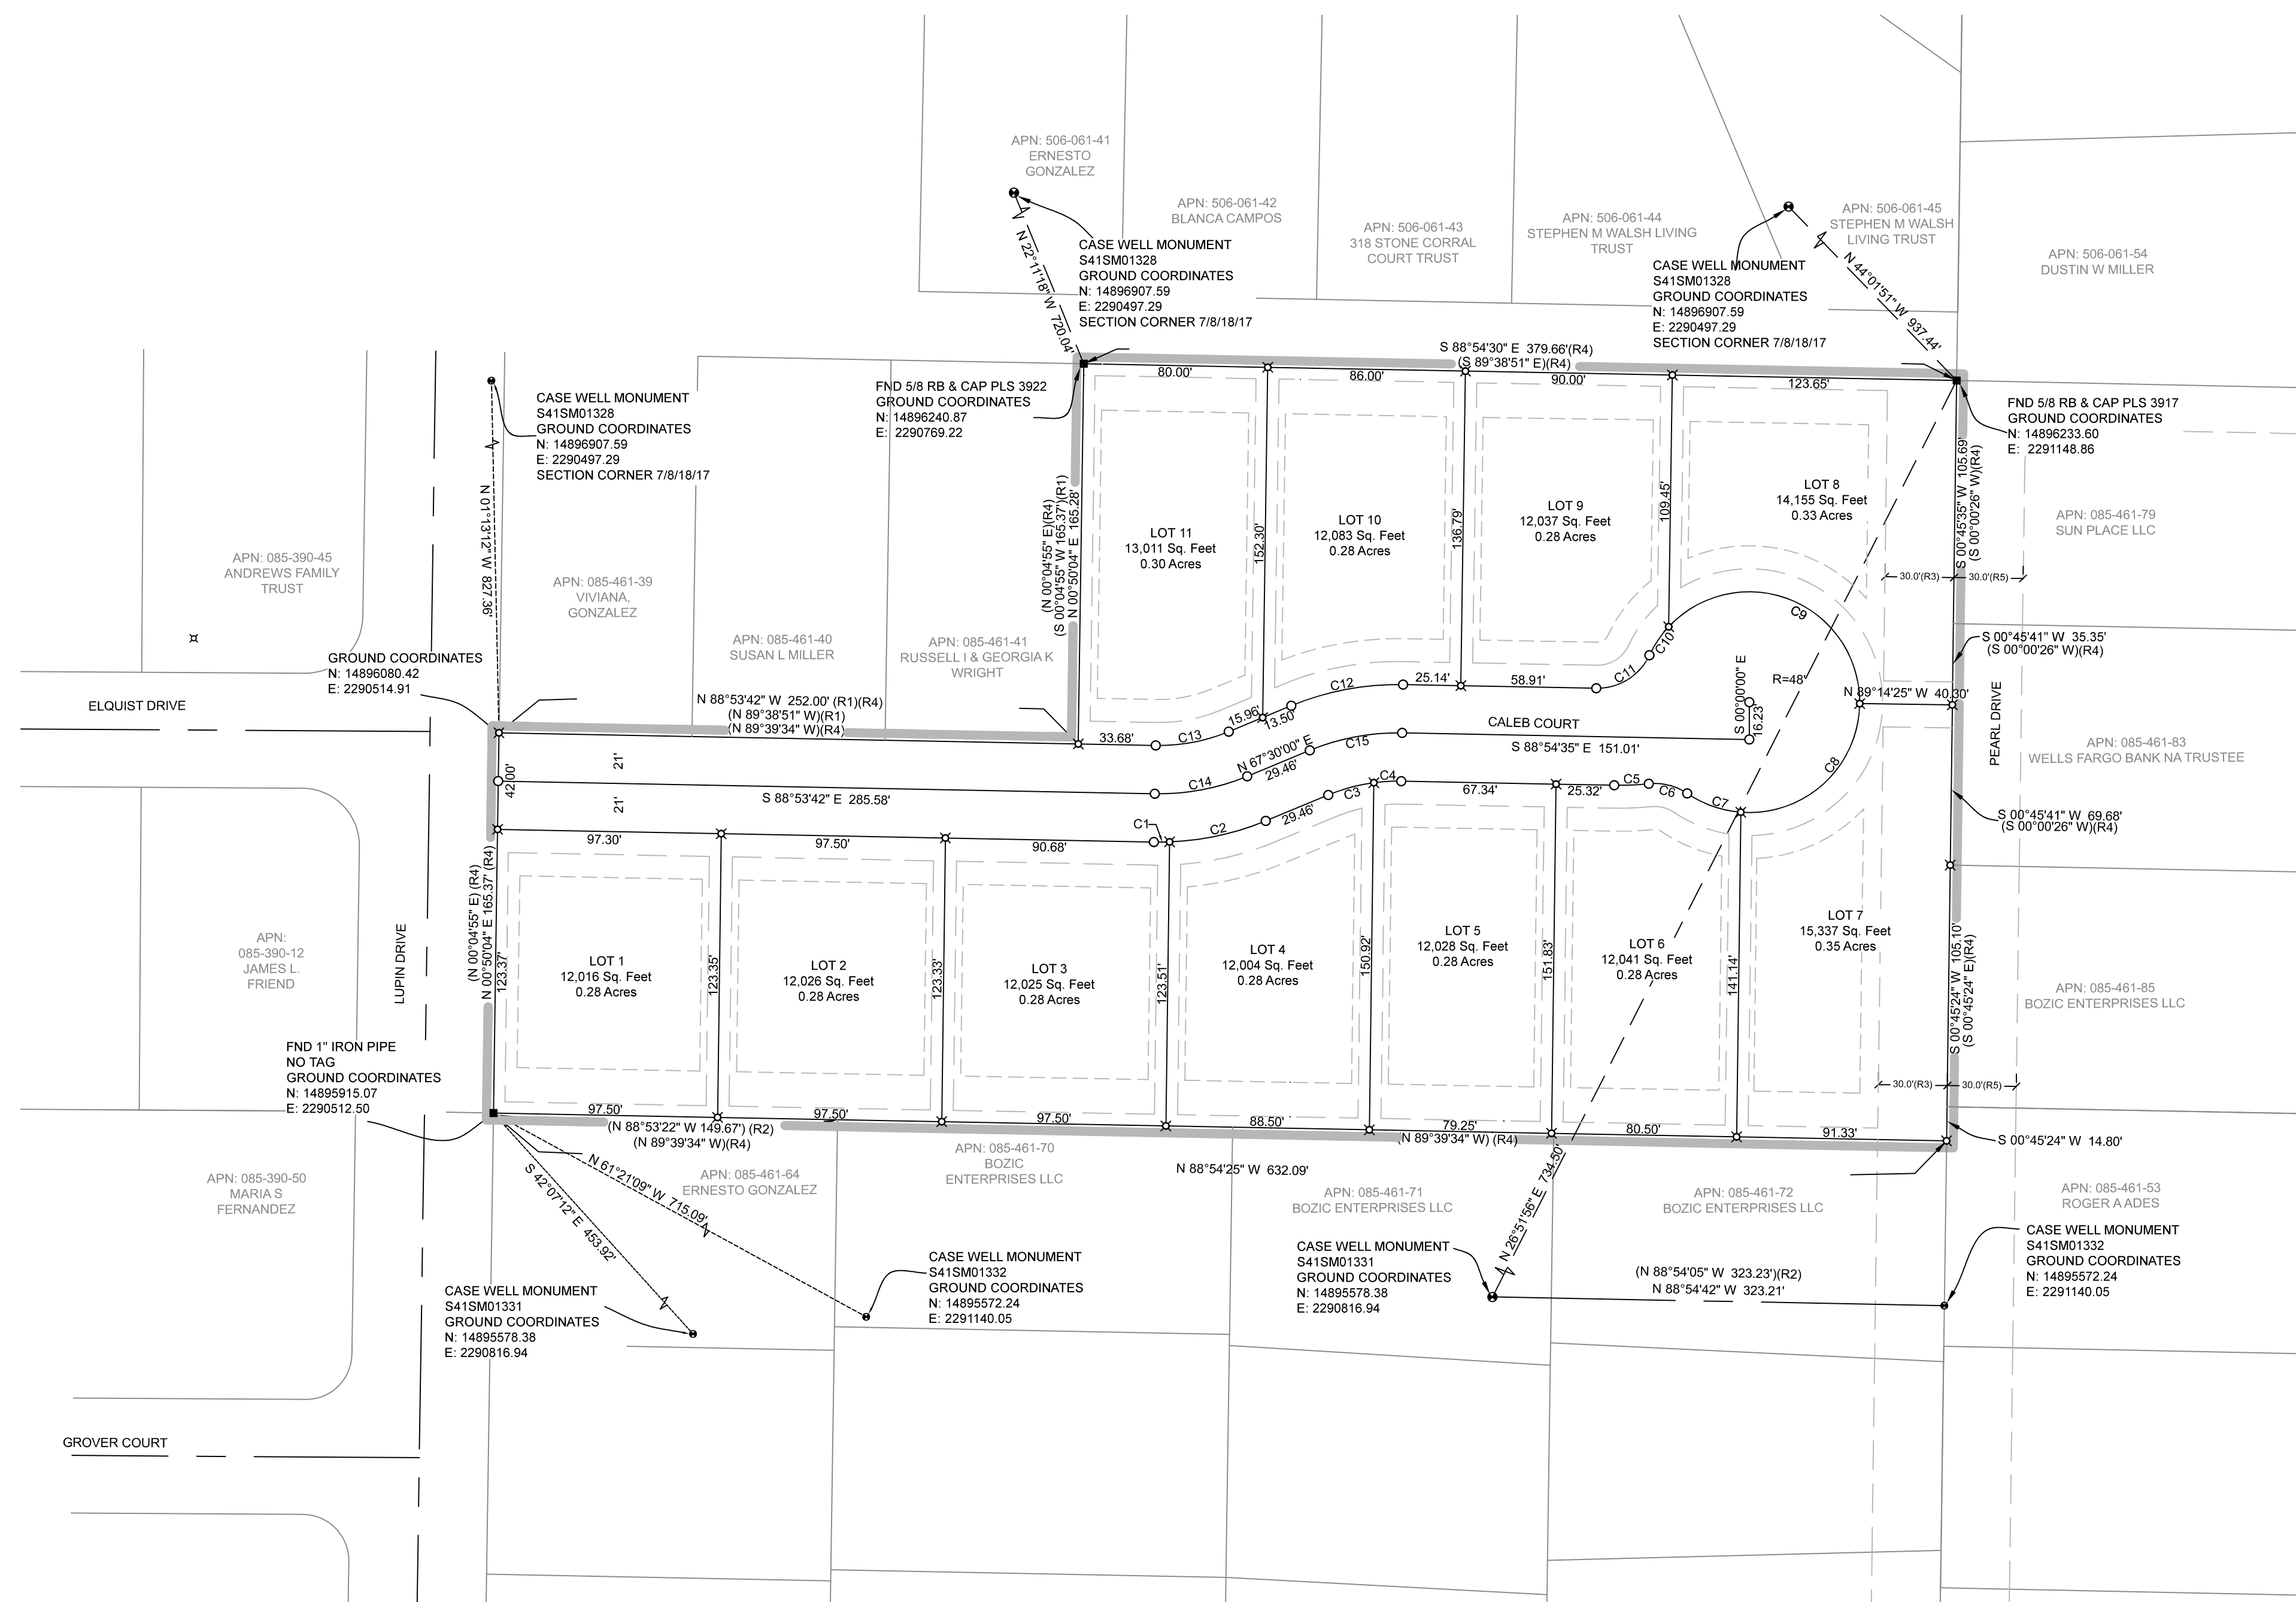 APN: 506-061-41
ERNESTO
GONZALEZ
APN: 506-061-42
BLANCA CAMPOS
APN: 506-061-43
318 STONE CORRAL
COURT TRUST
APN: 506-061-44
STEPHEN M WALSH LIVING
TRUST
APN: 506-061-45
STEPHEN M WALSH
LIVING TRUST
APN: 506-061-54
DUSTIN W MILLER
N 22°11'18" W 720.04'
CASE WELL MONUMENT
S41SM01328
GROUND COORDINATES
N: 14896907.59
E: 2290497.29
SECTION CORNER 7/8/18/17
CASE WELL MONUMENT
S41SM01328
GROUND COORDINATES
N: 14896907.59
E: 2290497.29
SECTION CORNER 7/8/18/17
N 44°01'51" W 937.44'
S 88°54'30" E 379.66'(R4)
(S 89°38'51" E)(R4)
80.00'
86.00'
90.00'
123.65'
CASE WELL MONUMENT
S41SM01328
GROUND COORDINATES
N: 14896907.59
E: 2290497.29
SECTION CORNER 7/8/18/17
FND 5/8 RB & CAP PLS 3922
GROUND COORDINATES
N: 14896240.87
E: 2290769.22
FND 5/8 RB & CAP PLS 3917
GROUND COORDINATES
N: 14896233.60
E: 2291148.86
N 01°13'12" W 827.36'
(N 00°04'55" E)(R4)
(S 00°04'55" W 165.37')(R1)
N 00°50'04" E 165.28'
S 00°45'35" W 105.69'
(S 00°00'26" W)(R4)
LOT 11
13,011 Sq. Feet
0.30 Acres
152.30'
LOT 10
12,083 Sq. Feet
0.28 Acres
136.79'
LOT 9
12,037 Sq. Feet
0.28 Acres
109.45'
LOT 8
14,155 Sq. Feet
0.33 Acres
30.0'(R3)
30.0'(R5)
APN: 085-461-79
SUN PLACE LLC
APN: 085-390-45
ANDREWS FAMILY
TRUST
APN: 085-461-39
VIVIANA,
GONZALEZ
APN: 085-461-40
SUSAN L MILLER
APN: 085-461-41
RUSSELL I & GEORGIA K
WRIGHT
GROUND COORDINATES
N: 14896080.42
E: 2290514.91
ELQUIST DRIVE
N 88°53'42" W 252.00' (R1)(R4)
(N 89°38'51" W)(R1)
(N 89°39'34" W)(R4)
33.68'
C13
15.96'
13.50'
C12
25.14'
58.91'
C11
C10
C9
R=48'
S 00°00'00" E
16.23'
N 89°14'25" W 40.30'
S 00°45'41" W 35.35'
(S 00°00'26" W)(R4)
PEARL DRIVE
APN: 085-461-83
WELLS FARGO BANK NA TRUSTEE
CALEB COURT
S 88°54'35" E 151.01'
42.00'
21'
21'
S 88°53'42" E 285.58'
C14
N 67°30'00" E
29.46'
C15
C8
S 00°45'41" W 69.68'
(S 00°00'26" W)(R4)
97.30'
97.50'
90.68'
C1
C2
29.46'
C3
C4
67.34'
25.32'
C5
C6
C7
(N 00°04'55" E) (R4)
N 00°50'04" E 165.37' (R4)
123.37'
LOT 1
12,016 Sq. Feet
0.28 Acres
123.35'
LOT 2
12,026 Sq. Feet
0.28 Acres
123.33'
LOT 3
12,025 Sq. Feet
0.28 Acres
123.51'
LOT 4
12,004 Sq. Feet
0.28 Acres
150.92'
LOT 5
12,028 Sq. Feet
0.28 Acres
151.83'
LOT 6
12,041 Sq. Feet
0.28 Acres
141.14'
LOT 7
15,337 Sq. Feet
0.35 Acres
S 00°45'24" W 105.10'
(S 00°45'24" E)(R4)
30.0'(R3)
30.0'(R5)
APN: 085-461-85
BOZIC ENTERPRISES LLC
APN:
085-390-12
JAMES L.
FRIEND
LUPIN DRIVE
FND 1" IRON PIPE
NO TAG
GROUND COORDINATES
N: 14895915.07
E: 2290512.50
97.50'
97.50'
97.50'
88.50'
79.25'
80.50'
91.33'
(N 88°53'22" W 149.67') (R2)
(N 89°39'34" W)(R4)
(N 89°39'34" W) (R4)
N 88°54'25" W 632.09'
S 00°45'24" W 14.80'
APN: 085-390-50
MARIA S
FERNANDEZ
APN: 085-461-64
ERNESTO GONZALEZ
APN: 085-461-70
BOZIC
ENTERPRISES LLC
APN: 085-461-71
BOZIC ENTERPRISES LLC
APN: 085-461-72
BOZIC ENTERPRISES LLC
APN: 085-461-53
ROGER A ADES
N 61°21'09" W 715.09'
S 42°07'12" E 453.92'
N 26°51'56" E 734.50'
CASE WELL MONUMENT
S41SM01331
GROUND COORDINATES
N: 14895578.38
E: 2290816.94
CASE WELL MONUMENT
S41SM01332
GROUND COORDINATES
N: 14895572.24
E: 2291140.05
CASE WELL MONUMENT
S41SM01331
GROUND COORDINATES
N: 14895578.38
E: 2290816.94
(N 88°54'05" W 323.23')(R2)
N 88°54'42" W 323.21'
CASE WELL MONUMENT
S41SM01332
GROUND COORDINATES
N: 14895572.24
E: 2291140.05
GROVER COURT